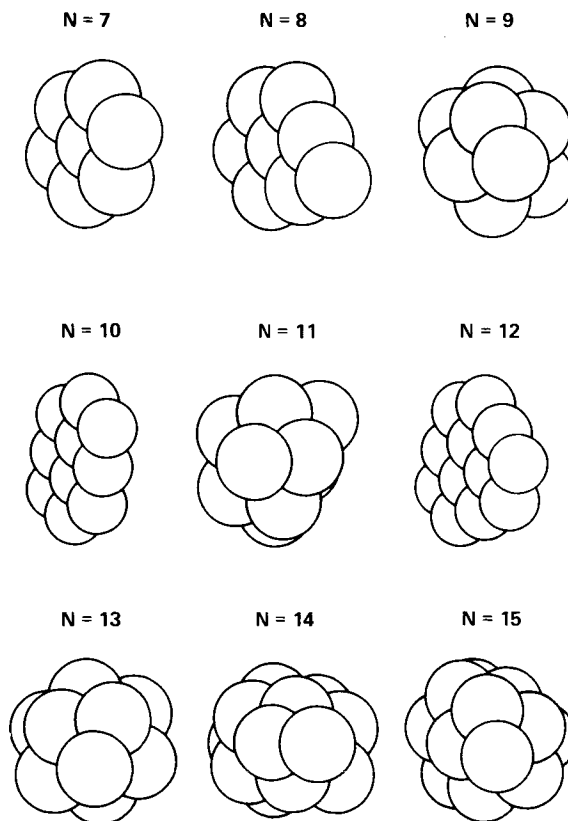 N = 7 N = 8 N = 9
N = 10 N = 11 N = 12
N = 13 N = 14 N = 15